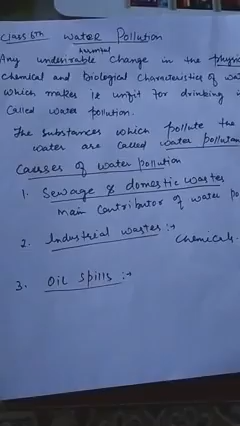 Class 6th Water Pollution
harmful
Any undesirable Change in the physic
chemical and Biological Characteristics of wat
which makes it unfit for drinking is
Called water pollution.
The substances which pollute the
water are called water pollutan
Causes of water pollution
1. Sewage & domestic wastes
Main Contributor of water po
2. Industrial wastes :→
Chemicals.
3. Oil Spills :→